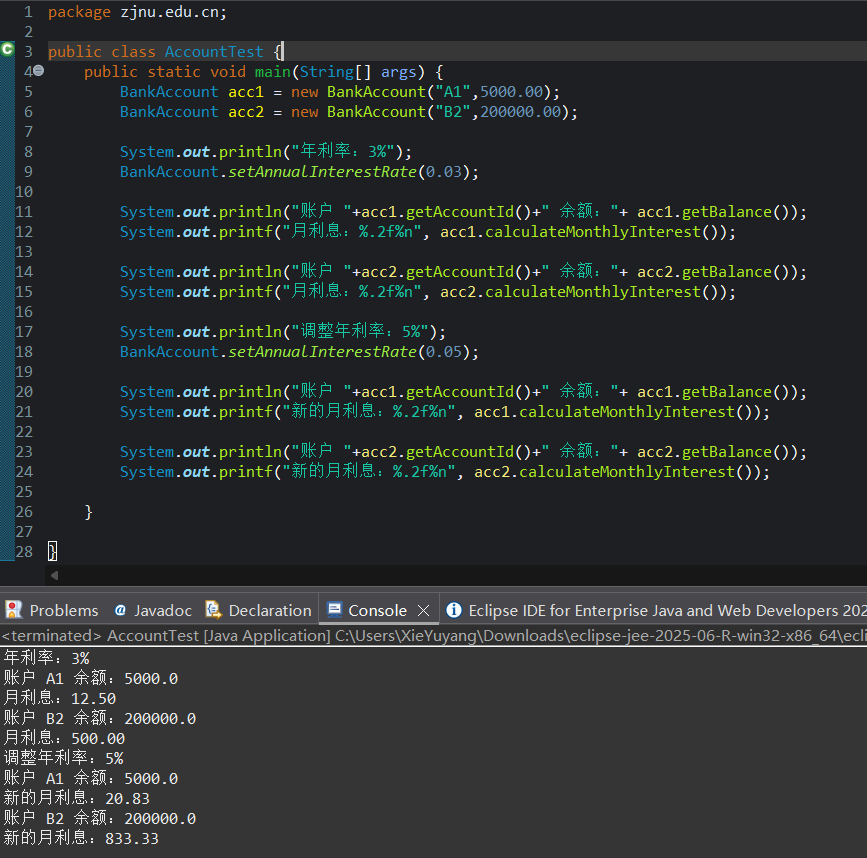 1 package zjnu.edu.cn;
2
3 public class AccountTest {
4 public static void main(String[] args) {
5 BankAccount acc1 = new BankAccount("A1",5000.00);
6 BankAccount acc2 = new BankAccount("B2",200000.00);
7
8 System.out.println("年利率：3%");
9 BankAccount.setAnnualInterestRate(0.03);
10
11 System.out.println("账户 "+acc1.getAccountId()+" 余额："+ acc1.getBalance());
12 System.out.printf("月利息：%.2f%n", acc1.calculateMonthlyInterest());
13
14 System.out.println("账户 "+acc2.getAccountId()+" 余额："+ acc2.getBalance());
15 System.out.printf("月利息：%.2f%n", acc2.calculateMonthlyInterest());
16
17 System.out.println("调整年利率：5%");
18 BankAccount.setAnnualInterestRate(0.05);
19
20 System.out.println("账户 "+acc1.getAccountId()+" 余额："+ acc1.getBalance());
21 System.out.printf("新的月利息：%.2f%n", acc1.calculateMonthlyInterest());
22
23 System.out.println("账户 "+acc2.getAccountId()+" 余额："+ acc2.getBalance());
24 System.out.printf("新的月利息：%.2f%n", acc2.calculateMonthlyInterest());
25
26 }
27
28 }
Problems @ Javadoc Declaration Console Eclipse IDE for Enterprise Java and Web Developers 202
<terminated> AccountTest [Java Application] C:\Users\XieYuyang\Downloads\eclipse-jee-2025-06-R-win32-x86_64\ecli
年利率：3%
账户 A1 余额：5000.0
月利息：12.50
账户 B2 余额：200000.0
月利息：500.00
调整年利率：5%
账户 A1 余额：5000.0
新的月利息：20.83
账户 B2 余额：200000.0
新的月利息：833.33